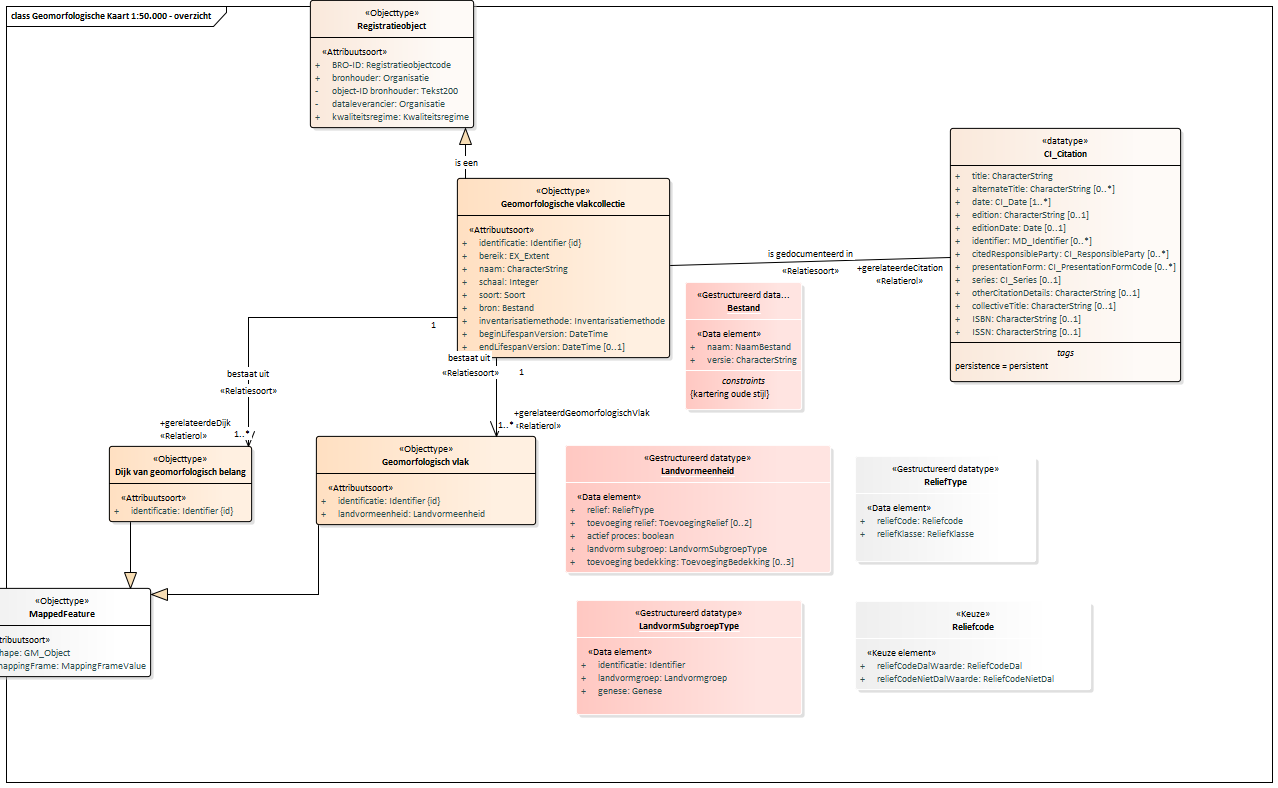 class Geomorfologische Kaart 1:50.000 - overzicht
«Objecttype»
Registratieobject
«Attribuutsoort»
+ BRO-ID: Registratieobjectcode
+ bronhouder: Organisatie
- object-ID bronhouder: Tekst200
- dataleverancier: Organisatie
+ kwaliteitsregime: Kwaliteitsregime
is een
«Objecttype»
Geomorfologische vlakcollectie
«Attribuutsoort»
+ identificatie: Identifier {id}
+ bereik: EX_Extent
+ naam: CharacterString
+ schaal: Integer
+ soort: Soort
+ bron: Bestand
+ inventarisatiemethode: Inventarisatiemethode
+ beginLifespanVersion: DateTime
+ endLifespanVersion: DateTime [0..1]
is gedocumenteerd in
«Relatiesoort»
+gerelateerdeCitation
«Relatierol»
«datatype»
CI_Citation
+ title: CharacterString
+ alternateTitle: CharacterString [0..*]
+ date: CI_Date [1..*]
+ edition: CharacterString [0..1]
+ editionDate: Date [0..1]
+ identifier: MD_Identifier [0..*]
+ citedResponsibleParty: CI_ResponsibleParty [0..*]
+ presentationForm: CI_PresentationFormCode [0..*]
+ series: CI_Series [0..1]
+ otherCitationDetails: CharacterString [0..1]
+ collectiveTitle: CharacterString [0..1]
+ ISBN: CharacterString [0..1]
+ ISSN: CharacterString [0..1]
tags
persistence = persistent
«Gestructureerd data...
Bestand
«Data element»
+ naam: NaamBestand
+ versie: CharacterString
constraints
{kartering oude stijl}
1
bestaat uit
«Relatiesoort»
+gerelateerdeDijk
«Relatierol»
1..*
bestaat uit
«Relatiesoort»
1
+gerelateerdGeomorfologischVlak
1..* «Relatierol»
«Objecttype»
Dijk van geomorfologisch belang
«Attribuutsoort»
+ identificatie: Identifier {id}
«Objecttype»
Geomorfologisch vlak
«Attribuutsoort»
+ identificatie: Identifier {id}
+ landvormeenheid: Landvormeenheid
«Gestructureerd datatype»
Landvormeenheid
«Data element»
+ relief: ReliefType
+ toevoeging relief: ToevoegingRelief [0..2]
+ actief proces: boolean
+ landvorm subgroep: LandvormSubgroepType
+ toevoeging bedekking: ToevoegingBedekking [0..3]
«Gestructureerd datatype»
ReliefType
«Data element»
+ reliefCode: Reliefcode
+ reliefKlasse: ReliefKlasse
«Objecttype»
MappedFeature
tribuutsoort»
hape: GM_Object
mappingFrame: MappingFrameValue
«Gestructureerd datatype»
LandvormSubgroepType
«Data element»
+ identificatie: Identifier
+ landvormgroep: Landvormgroep
+ genese: Genese
«Keuze»
Reliefcode
«Keuze element»
+ reliefCodeDalWaarde: ReliefCodeDal
+ reliefCodeNietDalWaarde: ReliefCodeNietDal